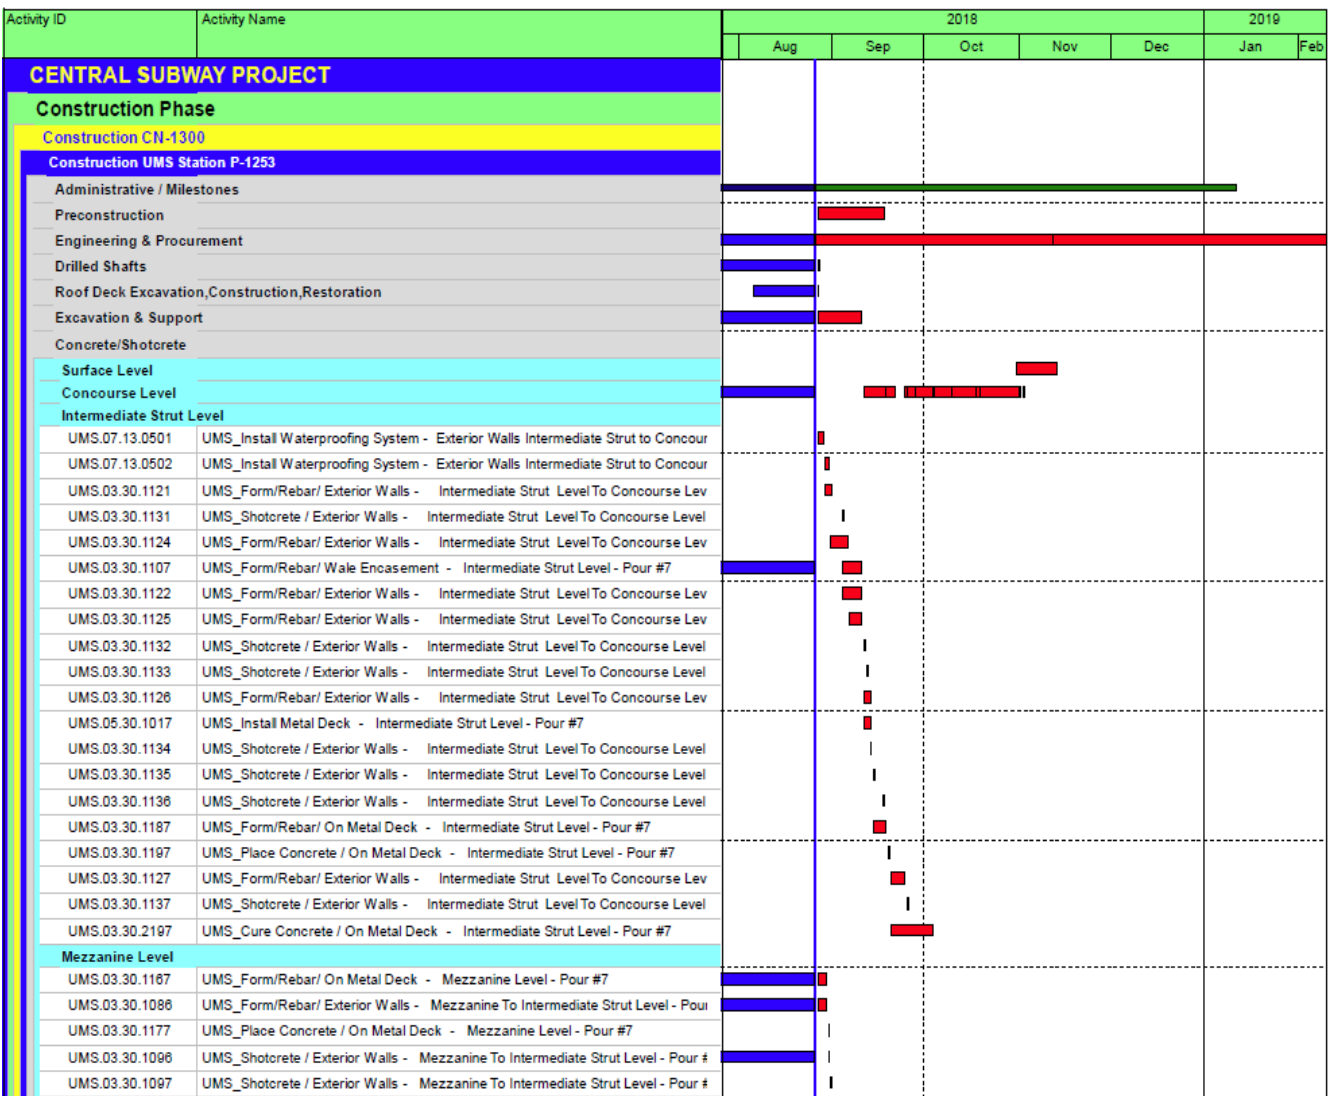 Activity ID Activity Name 2018 2019
Aug Sep Oct Nov Dec Jan Feb
CENTRAL SUBWAY PROJECT
Construction Phase
Construction CN-1300
Construction UMS Station P-1253
Administrative / Milestones
Preconstruction
Engineering & Procurement
Drilled Shafts
Roof Deck Excavation,Construction,Restoration
Excavation & Support
Concrete/Shotcrete
Surface Level
Concourse Level
Intermediate Strut Level
UMS.07.13.0501 UMS_Install Waterproofing System - Exterior Walls Intermediate Strut to Concour
UMS.07.13.0502 UMS_Install Waterproofing System - Exterior Walls Intermediate Strut to Concour
UMS.03.30.1121 UMS_Form/Rebar/ Exterior Walls - Intermediate Strut Level To Concourse Lev
UMS.03.30.1131 UMS_Shotcrete / Exterior Walls - Intermediate Strut Level To Concourse Level
UMS.03.30.1124 UMS_Form/Rebar/ Exterior Walls - Intermediate Strut Level To Concourse Lev
UMS.03.30.1107 UMS_Form/Rebar/ Wale Encasement - Intermediate Strut Level - Pour #7
UMS.03.30.1122 UMS_Form/Rebar/ Exterior Walls - Intermediate Strut Level To Concourse Lev
UMS.03.30.1125 UMS_Form/Rebar/ Exterior Walls - Intermediate Strut Level To Concourse Lev
UMS.03.30.1132 UMS_Shotcrete / Exterior Walls - Intermediate Strut Level To Concourse Level
UMS.03.30.1133 UMS_Shotcrete / Exterior Walls - Intermediate Strut Level To Concourse Level
UMS.03.30.1126 UMS_Form/Rebar/ Exterior Walls - Intermediate Strut Level To Concourse Lev
UMS.05.30.1017 UMS_Install Metal Deck - Intermediate Strut Level - Pour #7
UMS.03.30.1134 UMS_Shotcrete / Exterior Walls - Intermediate Strut Level To Concourse Level
UMS.03.30.1135 UMS_Shotcrete / Exterior Walls - Intermediate Strut Level To Concourse Level
UMS.03.30.1136 UMS_Shotcrete / Exterior Walls - Intermediate Strut Level To Concourse Level
UMS.03.30.1187 UMS_Form/Rebar/ On Metal Deck - Intermediate Strut Level - Pour #7
UMS.03.30.1197 UMS_Place Concrete / On Metal Deck - Intermediate Strut Level - Pour #7
UMS.03.30.1127 UMS_Form/Rebar/ Exterior Walls - Intermediate Strut Level To Concourse Lev
UMS.03.30.1137 UMS_Shotcrete / Exterior Walls - Intermediate Strut Level To Concourse Level
UMS.03.30.2197 UMS_Cure Concrete / On Metal Deck - Intermediate Strut Level - Pour #7
Mezzanine Level
UMS.03.30.1167 UMS_Form/Rebar/ On Metal Deck - Mezzanine Level - Pour #7
UMS.03.30.1086 UMS_Form/Rebar/ Exterior Walls - Mezzanine To Intermediate Strut Level - Pour
UMS.03.30.1177 UMS_Place Concrete / On Metal Deck - Mezzanine Level - Pour #7
UMS.03.30.1096 UMS_Shotcrete / Exterior Walls - Mezzanine To Intermediate Strut Level - Pour #
UMS.03.30.1097 UMS_Shotcrete / Exterior Walls - Mezzanine To Intermediate Strut Level - Pour #